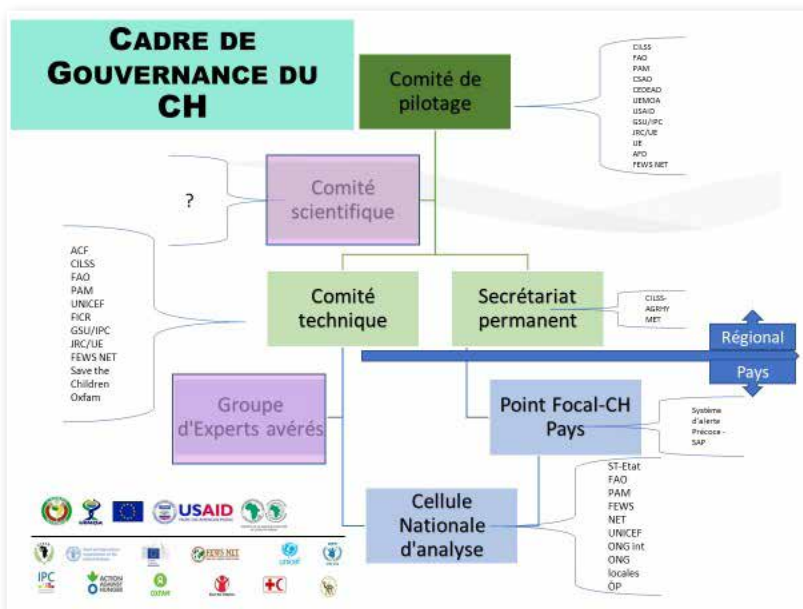 CADRE DE
GOUVERNANCE DU
CH
Comité de
pilotage
CILSS
FAO
PAM
CSAO
CEDEAO
UEMOA
USAID
GSU/IPC
JRC/UE
UE
AFD
FEWS NET
?
Comité
scientifique
ACF
CILSS
FAO
PAM
UNICEF
FICR
GSU/IPC
JRC/UE
FEWS NET
Save the
Children
Oxfam
Comité
technique
Secrétariat
permanent
CILSS-
AGRHY
MET
Régional
Pays
Groupe
d'Experts avérés
Point Focal-CH
Pays
Système
d'alerte
Précoce -
SAP
Cellule
Nationale
d'analyse
ST-Etat
FAO
PAM
FEWS
NET
UNICEF
ONG int
ONG
locales
ÒP
UEMOA
USAID
FEWS NET
unicef
WFP
IPC
ACTION
AGAINST
HUNGER
OXFAM